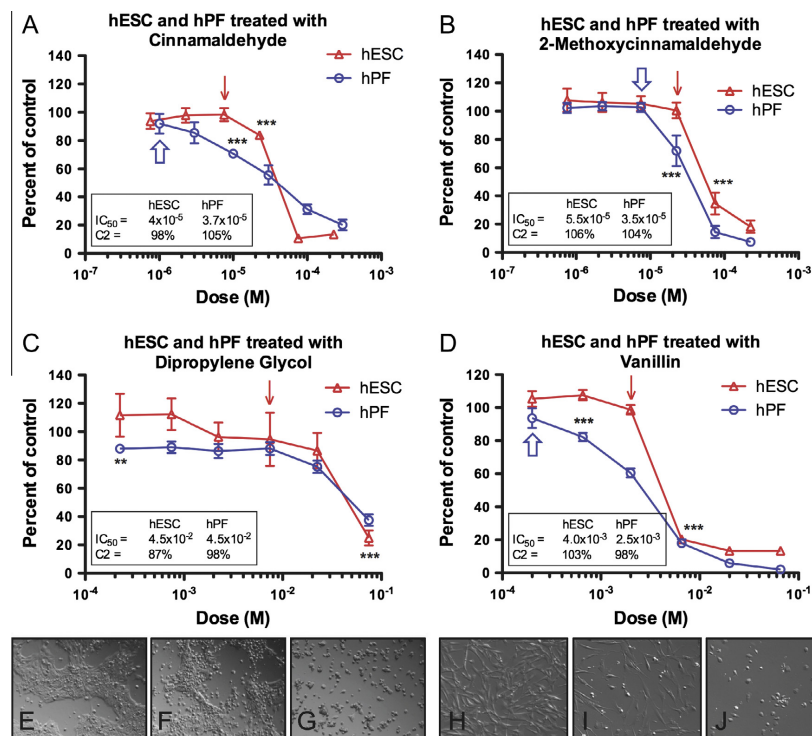 A
hESC and hPF treated with
Cinnamaldehyde
hESC
hPF
Percent of control
140
120
100
80
60
40
20
0
***
***
hESC hPF
IC50 = 4x10-5 3.7x10-5
C2 = 98% 105%
10-7 10-6 10-5 10-4 10-3
Dose (M)
B
hESC and hPF treated with
2-Methoxycinnamaldehyde
hESC
hPF
Percent of control
140
120
100
80
60
40
20
0
***
***
hESC hPF
IC50 = 5.5x10-5 3.5x10-5
C2 = 106% 104%
10-7 10-6 10-5 10-4 10-3
Dose (M)
C
hESC and hPF treated with
Dipropylene Glycol
hESC
hPF
Percent of control
140
120
100
80
60
40
20
0
**
***
hESC hPF
IC50 = 4.5x10-2 4.5x10-2
C2 = 87% 98%
10-4 10-3 10-2 10-1
Dose (M)
D
hESC and hPF treated with
Vanillin
hESC
hPF
Percent of control
120
100
80
60
40
20
0
***
***
hESC hPF
IC50 = 4.0x10-3 2.5x10-3
C2 = 103% 98%
10-4 10-3 10-2 10-1
Dose (M)
E
F
G
H
I
J